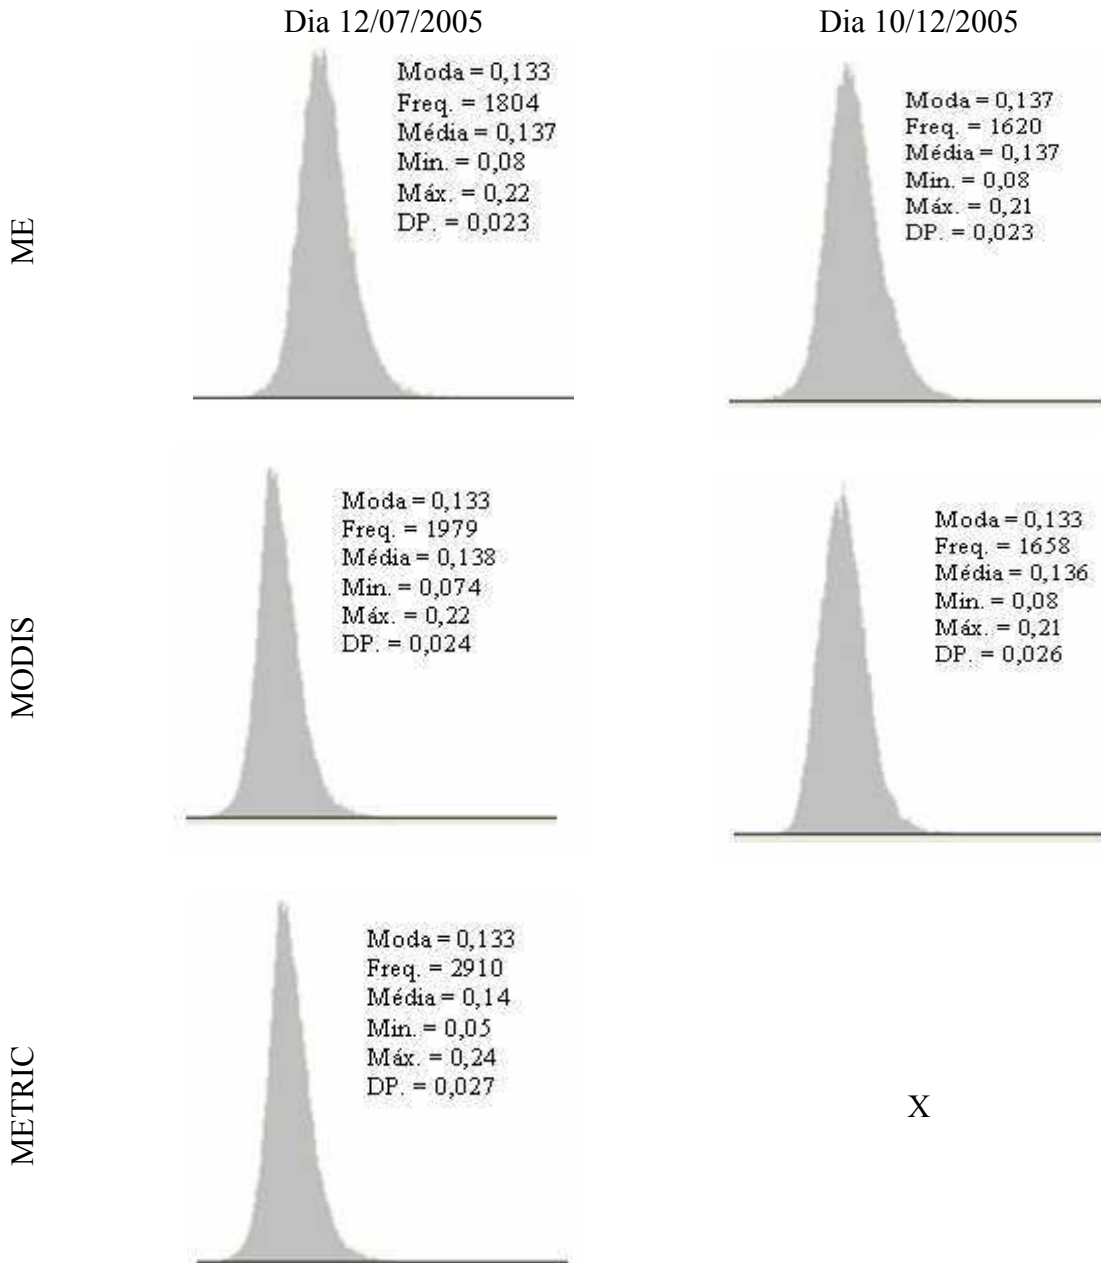 Dia 12/07/2005
Dia 10/12/2005
ME
Moda = 0,133
Freq. = 1804
Média = 0,137
Min. = 0,08
Máx. = 0,22
DP. = 0,023
Moda = 0,137
Freq. = 1620
Média = 0,137
Min. = 0,08
Máx. = 0,21
DP. = 0,023
MODIS
Moda = 0,133
Freq. = 1979
Média = 0,138
Min. = 0,074
Máx. = 0,22
DP. = 0,024
Moda = 0,133
Freq. = 1658
Média = 0,136
Min. = 0,08
Máx. = 0,21
DP. = 0,026
METRIC
Moda = 0,133
Freq. = 2910
Média = 0,14
Min. = 0,05
Máx. = 0,24
DP. = 0,027
X